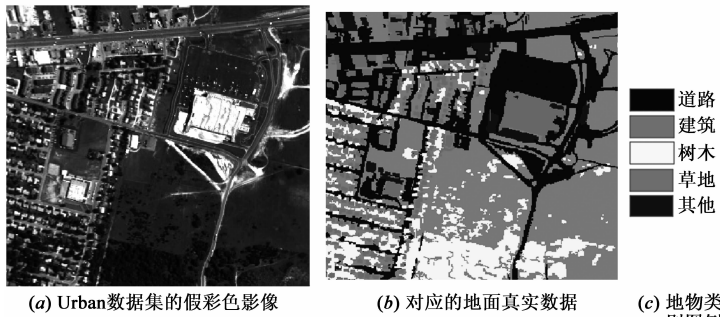 道路
建筑
树木
草地
其他
(a) Urban数据集的假彩色影像
(b) 对应的地面真实数据
(c) 地物类